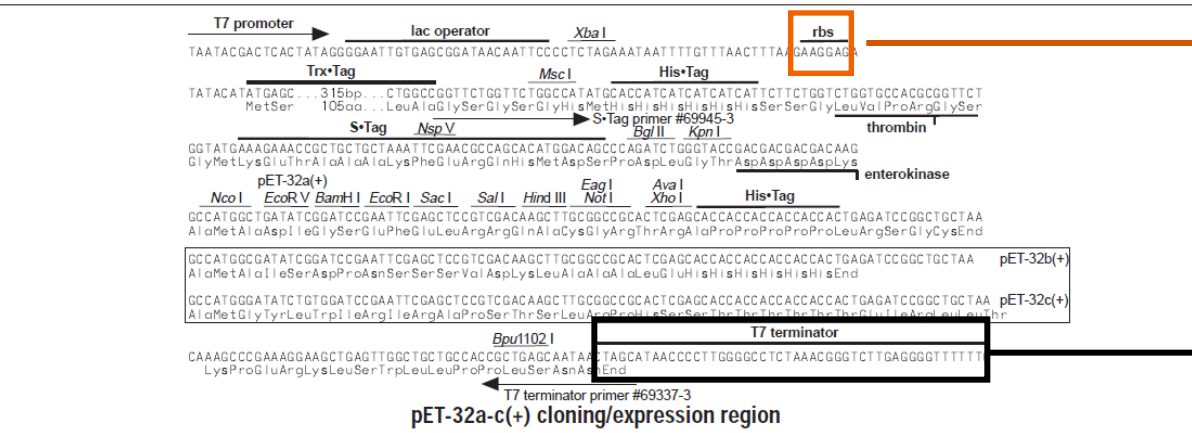 T7 promoter lac operator Xba I rbs
TAATACGACTCACTATAGGGGAATTGTGAGCGGATAACAATTCCCCTCTAGAAATAATTTTGTTTAACTTTAAGAAGGAGA
Trx•Tag Msc I His•Tag
TATACATATGAGC...315bp...CTGGCCGGTTCTGGTTCTGGCCATATGCACCATCATCATCATCATTCTTCTGGTCTGGTGCCACGCGGTTCT
MetSer 105aa...LeuAlaGlySerGlySerGlyHisMetHisHisHisHisHisHisSerSerGlyLeuValProArgGlySer
S•Tag primer #69945-3 thrombin
S•Tag Nsp V Bgl II Kpn I
GGTATGAAAGAAACCGCTGCTGCTAAATTCGAACGCCAGCACATGGACAGCCCAGATCTGGGTACCGACGACGACGACAAG
GlyMetLysGluThrAlaAlaAlaLysPheGluArgGlnHisMetAspSerProAspLeuGlyThrAspAspAspAspLys
enterokinase
pET-32a(+)
Nco I EcoR V BamH I EcoR I Sac I Sal I Hind III Eag I Not I Ava I Xho I His•Tag
GCCATGGCTGATATCGGATCCGAATTCGAGCTCCGTCGACAAGCTTGCGGCCGCACTCGAGCACCACCACCACCACCACTGAGATCCGGCTGCTAA
AlaMetAlaAspIleGlySerGluPheGluLeuArgArgGlnAlaCysGlyArgThrArgAlaProProProProProProLeuArgSerGlyCysEnd
GCCATGGCGATATCGGATCCGAATTCGAGCTCCGTCGACAAGCTTGCGGCCGCACTCGAGCACCACCACCACCACCACTGAGATCCGGCTGCTAA pET-32b(+)
AlaMetAlaIleSerAspProAsnSerSerSerValAspLysLeuAlaAlaAlaLeuGluHisHisHisHisHisHisEnd
GCCATGGGATATCTGTGGATCCGAATTCGAGCTCCGTCGACAAGCTTGCGGCCGCACTCGAGCACCACCACCACCACCACTGAGATCCGGCTGCTAA pET-32c(+)
AlaMetGlyTyrLeuTrpIleArgIleArgAlaProSerThrSerLeuArgProHisSerSerThrThrThrThrThrThrGluIleArgLeuLeuThr
Bpu1102 I T7 terminator
CAAAGCCCGAAAGGAAGCTGAGTTGGCTGCTGCCACCGCTGAGCAATAACTAGCATAACCCCTTGGGGCCTCTAAACGGGTCTTGAGGGGTTTTTT
LysProGluArgLysLeuSerTrpLeuLeuProProLeuSerAsnAsnEnd
T7 terminator primer #69337-3
pET-32a-c(+) cloning/expression region